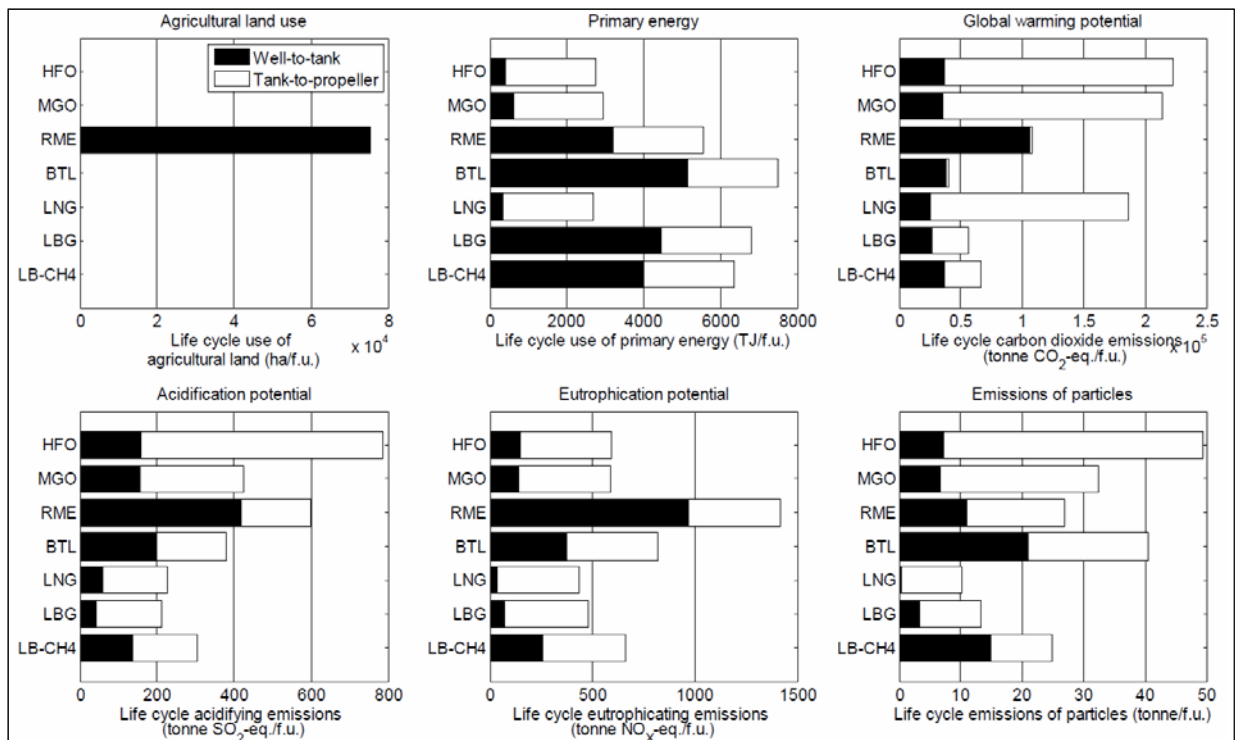 Agricultural land use
Well-to-tank
Tank-to-propeller
HFO
MGO
RME
BTL
LNG
LBG
LB-CH4
0 2 4 6 8
x 10^4
Life cycle use of
agricultural land (ha/f.u.)
Primary energy
HFO
MGO
RME
BTL
LNG
LBG
LB-CH4
0 2000 4000 6000 8000
Life cycle use of primary energy (TJ/f.u.)
Global warming potential
HFO
MGO
RME
BTL
LNG
LBG
LB-CH4
0 0.5 1 1.5 2 2.5
x 10^5
Life cycle carbon dioxide emissions
(tonne CO2-eq./f.u.)
Acidification potential
HFO
MGO
RME
BTL
LNG
LBG
LB-CH4
0 200 400 600 800
Life cycle acidifying emissions
(tonne SO2-eq./f.u.)
Eutrophication potential
HFO
MGO
RME
BTL
LNG
LBG
LB-CH4
0 500 1000 1500
Life cycle eutrophicating emissions
(tonne NOX-eq./f.u.)
Emissions of particles
HFO
MGO
RME
BTL
LNG
LBG
LB-CH4
0 10 20 30 40 50
Life cycle emissions of particles (tonne/f.u.)